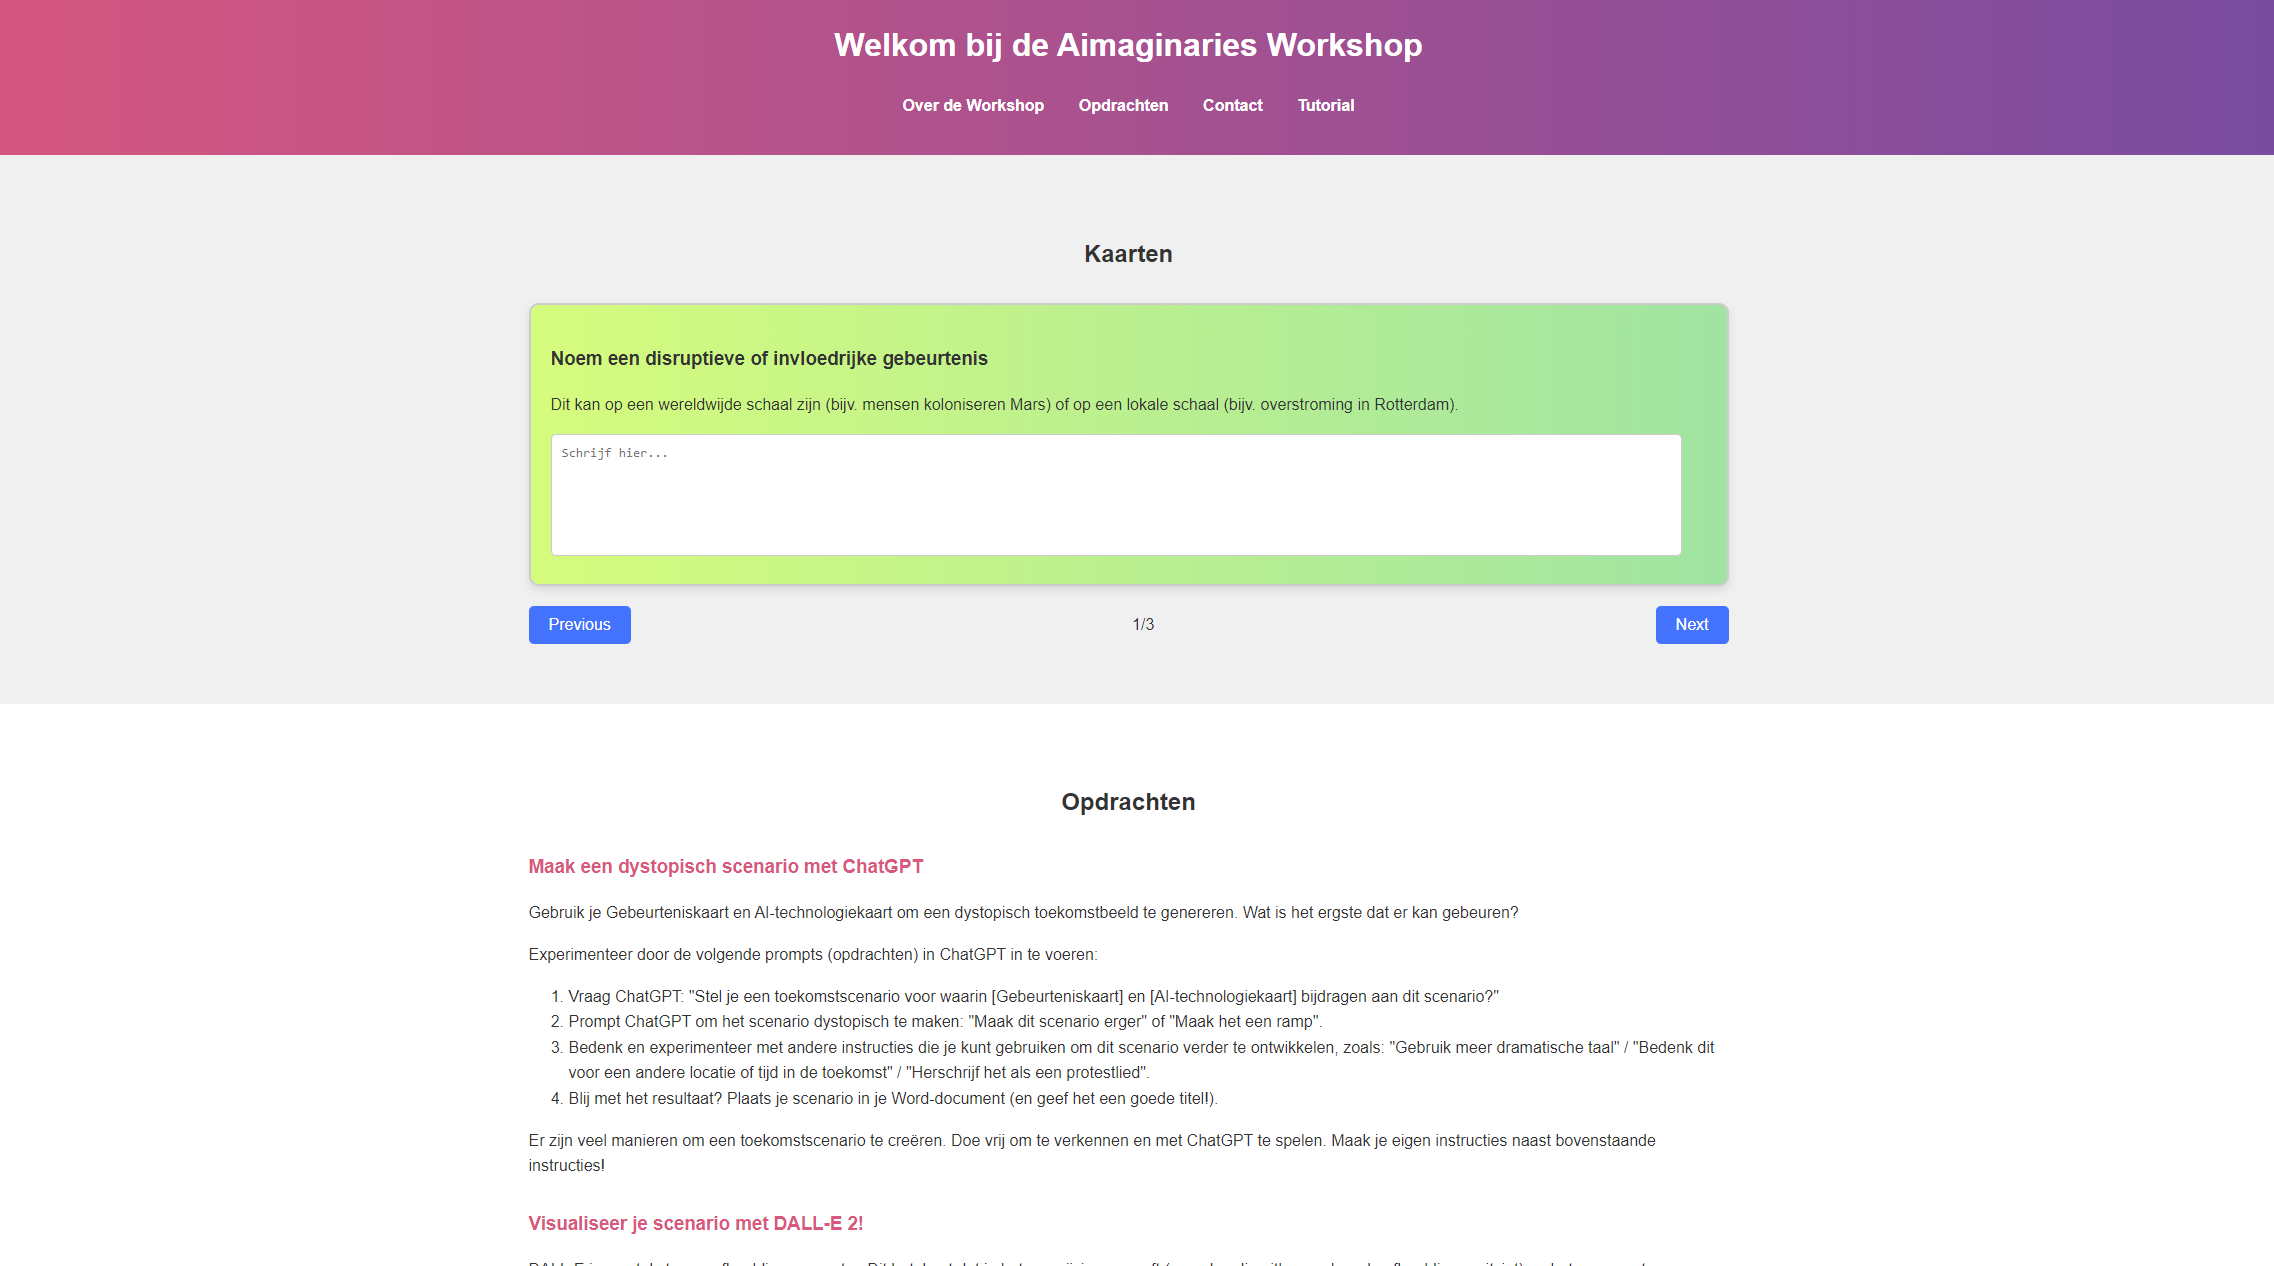 Welkom bij de Aimaginaries Workshop
Over de Workshop Opdrachten Contact Tutorial
Kaarten
Noem een disruptieve of invloedrijke gebeurtenis
Dit kan op een wereldwijde schaal zijn (bijv. mensen koloniseren Mars) of op een lokale schaal (bijv. overstroming in Rotterdam).
Schrijf hier...
Previous 1/3 Next
Opdrachten
Maak een dystopisch scenario met ChatGPT
Gebruik je Gebeurteniskaart en AI-technologiekaart om een dystopisch toekomstbeeld te genereren. Wat is het ergste dat er kan gebeuren?
Experimenteer door de volgende prompts (opdrachten) in ChatGPT in te voeren:
1. Vraag ChatGPT: "Stel je een toekomstscenario voor waarin [Gebeurteniskaart] en [AI-technologiekaart] bijdragen aan dit scenario?"
2. Prompt ChatGPT om het scenario dystopisch te maken: "Maak dit scenario erger" of "Maak het een ramp".
3. Bedenk en experimenteer met andere instructies die je kunt gebruiken om dit scenario verder te ontwikkelen, zoals: "Gebruik meer dramatische taal" / "Bedenk dit
voor een andere locatie of tijd in de toekomst" / "Herschrijf het als een protestlied".
4. Blij met het resultaat? Plaats je scenario in je Word-document (en geef het een goede titel!).
Er zijn veel manieren om een toekomstscenario te creëren. Doe vrij om te verkennen en met ChatGPT te spelen. Maak je eigen instructies naast bovenstaande
instructies!
Visualiseer je scenario met DALL-E 2!